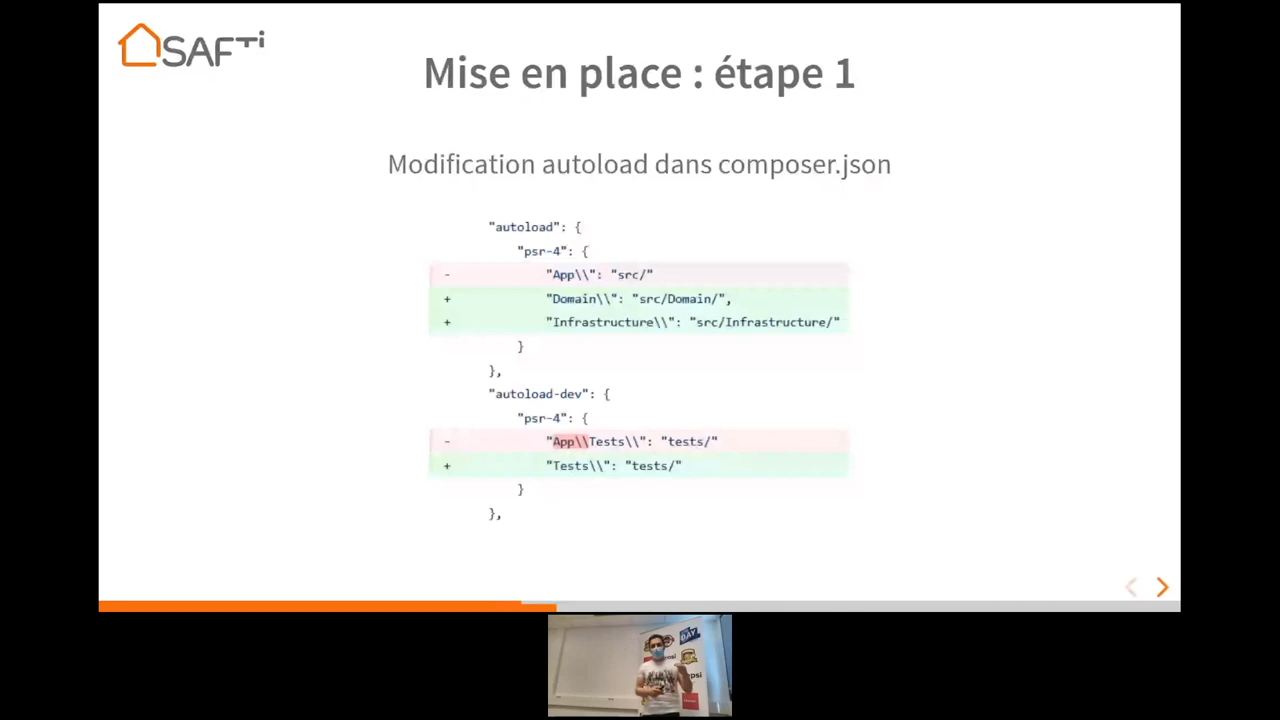 SAFTi
Mise en place : étape 1
Modification autoload dans composer.json
"autoload": {
"psr-4": {
- "App\\": "src/"
+ "Domain\\": "src/Domain/",
+ "Infrastructure\\": "src/Infrastructure/"
}
},
"autoload-dev": {
"psr-4": {
- "App\\Tests\\": "tests/"
+ "Tests\\": "tests/"
}
},